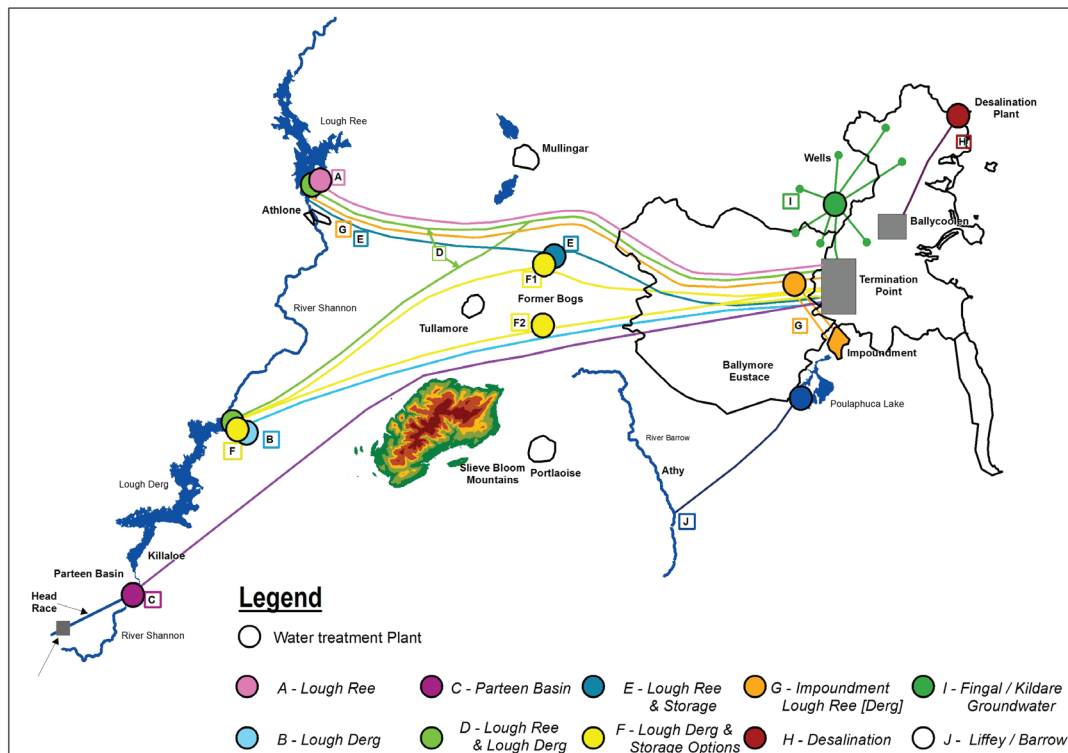 Lough Ree
A
Athlone
G
E
Mullingar
Desalination
Plant
H
Wells
I
Ballycoolen
D
E
F1
Former Bogs
Termination
Point
River Shannon
Tullamore
F2
G
Impoundment
Ballymore
Eustace
Poulaphuca Lake
B
F
River Barrow
Slieve Bloom
Mountains
Portlaoise
Athy
Lough Derg
J
Killaloe
Parteen Basin
Head
Race
C
River Shannon
Legend
Water treatment Plant
A - Lough Ree
C - Parteen Basin
E - Lough Ree
& Storage
G - Impoundment
Lough Ree [Derg]
I - Fingal / Kildare
Groundwater
B - Lough Derg
D - Lough Ree
& Lough Derg
F - Lough Derg &
Storage Options
H - Desalination
J - Liffey / Barrow